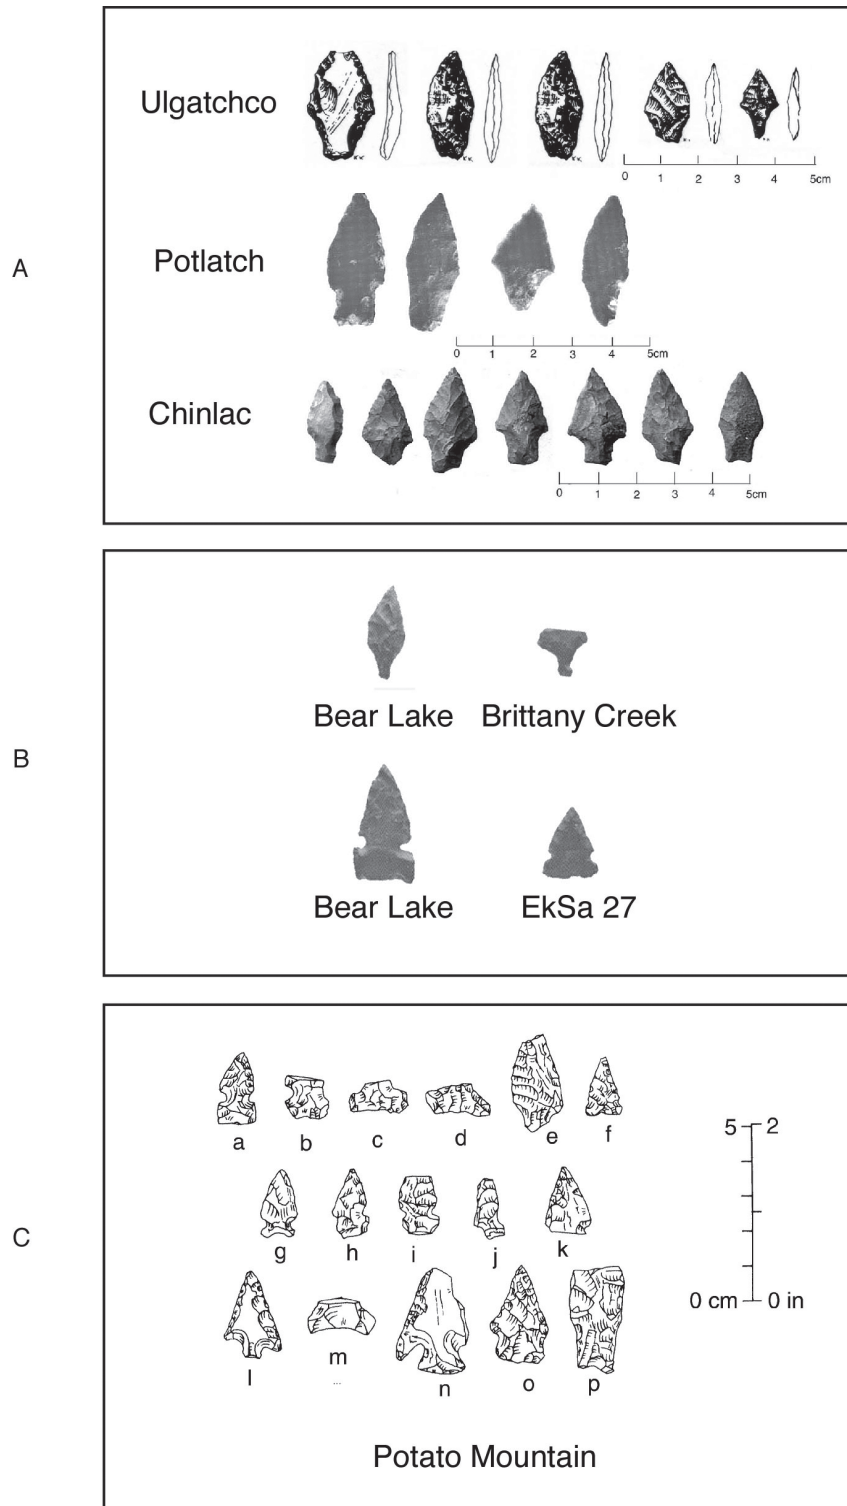 A
Ulgatchco
0 1 2 3 4 5cm
Potlatch
0 1 2 3 4 5cm
Chinlac
0 1 2 3 4 5cm
B
Bear Lake Brittany Creek
Bear Lake EkSa 27
C
a b c d e f
5 2
g h i j k
0 cm 0 in
l m n o p
...
Potato Mountain